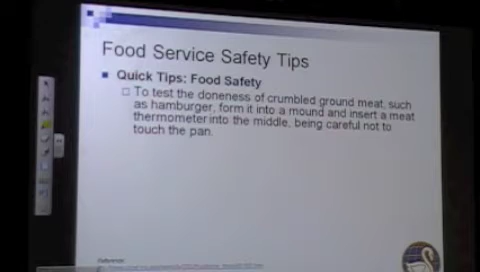 Food Service Safety Tips
Quick Tips: Food Safety
To test the doneness of crumbled ground meat, such
as hamburger, form it into a mound and insert a meat
thermometer into the middle, being careful not to
touch the pan.
Reference: